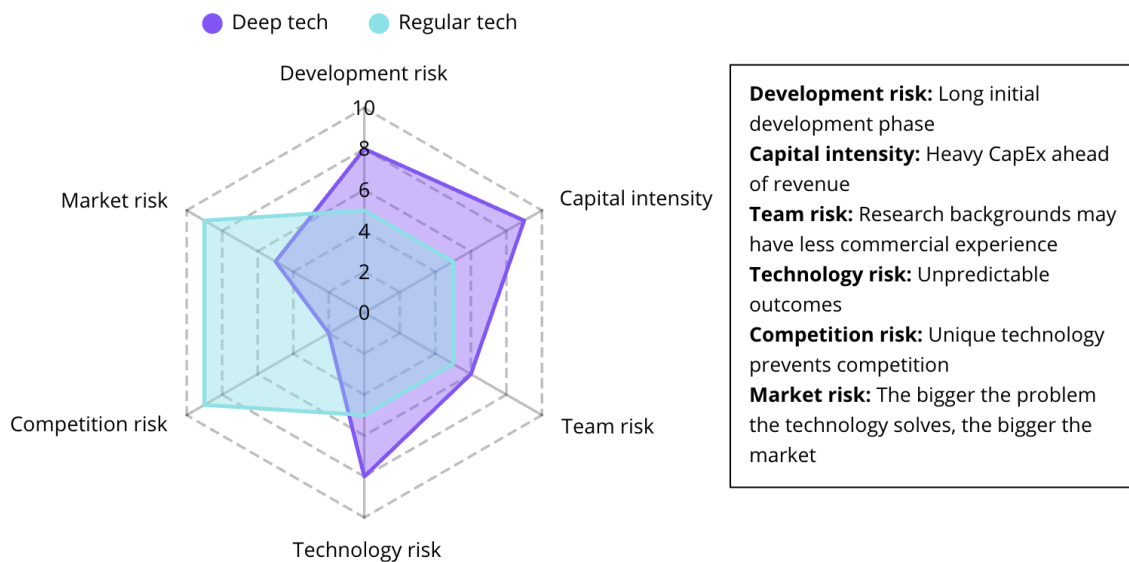 Deep tech
Regular tech
Development risk
10
8
6
4
2
0
Market risk
Capital intensity
Competition risk
Team risk
Technology risk
Development risk: Long initial
development phase
Capital intensity: Heavy CapEx ahead
of revenue
Team risk: Research backgrounds may
have less commercial experience
Technology risk: Unpredictable
outcomes
Competition risk: Unique technology
prevents competition
Market risk: The bigger the problem
the technology solves, the bigger the
market